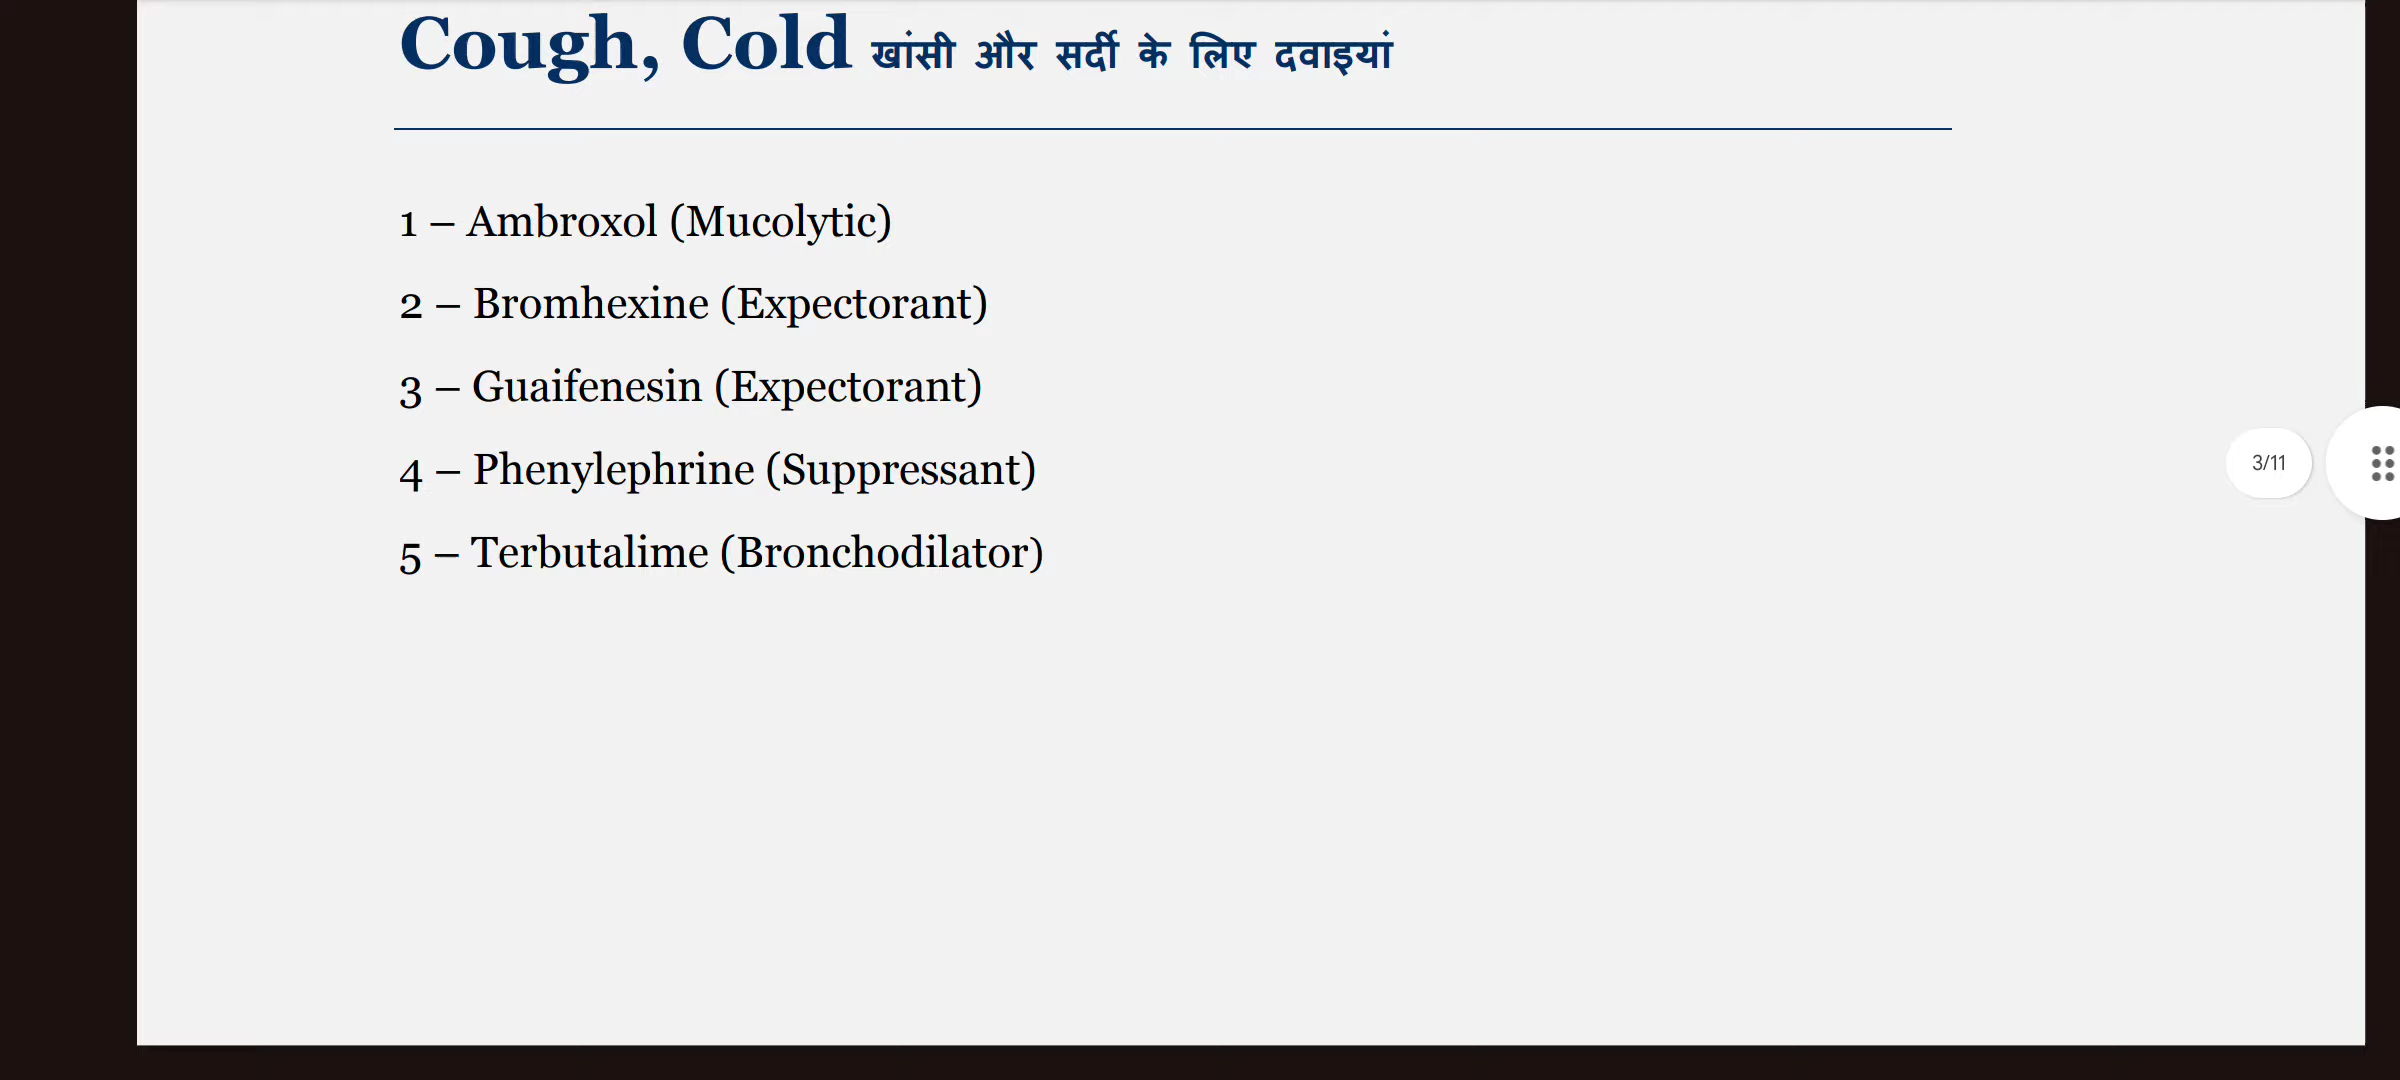 Cough, Cold खांसी और सर्दी के लिए दवाइयां
1 – Ambroxol (Mucolytic)
2 – Bromhexine (Expectorant)
3 – Guaifenesin (Expectorant)
3/11
4 – Phenylephrine (Suppressant)
5 – Terbutalime (Bronchodilator)